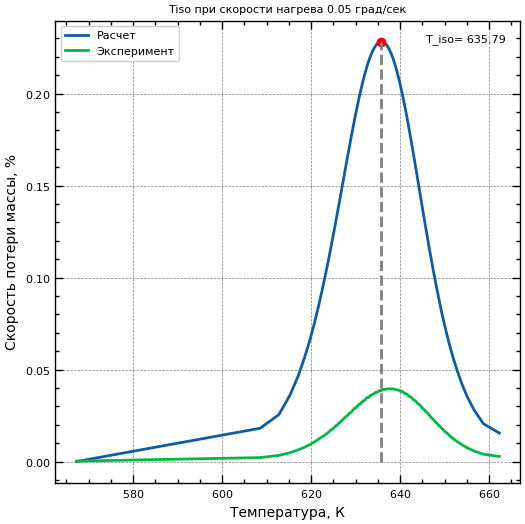 Tiso при скорости нагрева 0.05 град/сек
Расчет
Эксперимент
T_iso= 635.79
Скорость потери массы, %
0.20
0.15
0.10
0.05
0.00
580
600
620
640
660
Температура, К